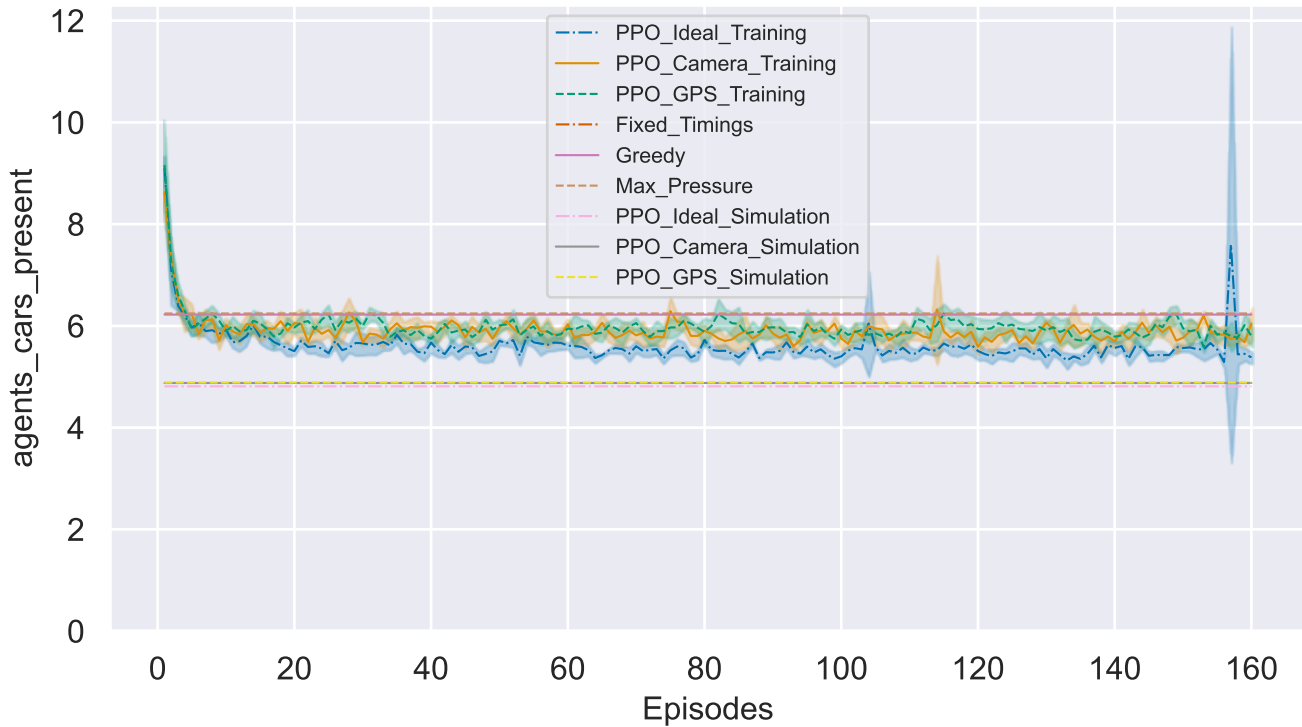 agents_cars_present
12
10
8
6
4
2
0
PPO_Ideal_Training
PPO_Camera_Training
PPO_GPS_Training
Fixed_Timings
Greedy
Max_Pressure
PPO_Ideal_Simulation
PPO_Camera_Simulation
PPO_GPS_Simulation
0 20 40 60 80 100 120 140 160
Episodes